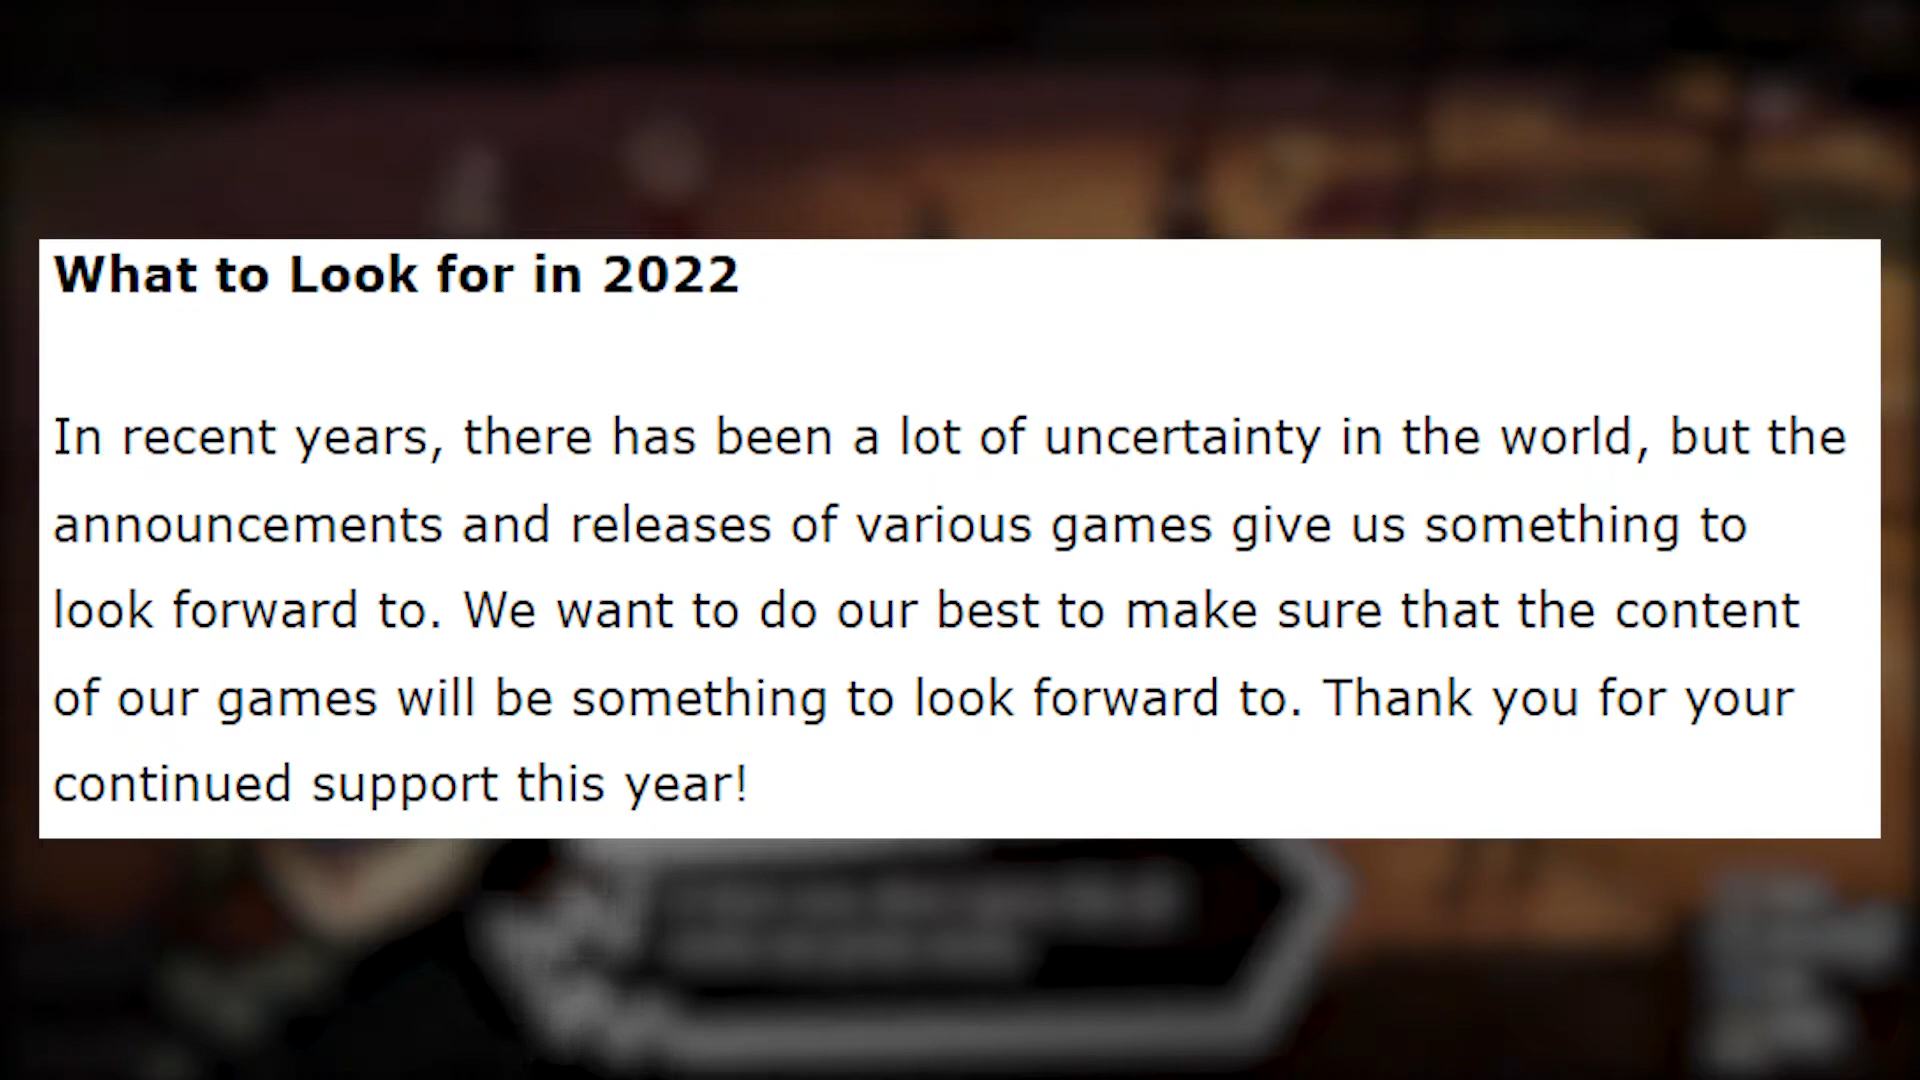 What to Look for in 2022
In recent years, there has been a lot of uncertainty in the world, but the
announcements and releases of various games give us something to
look forward to. We want to do our best to make sure that the content
of our games will be something to look forward to. Thank you for your
continued support this year!